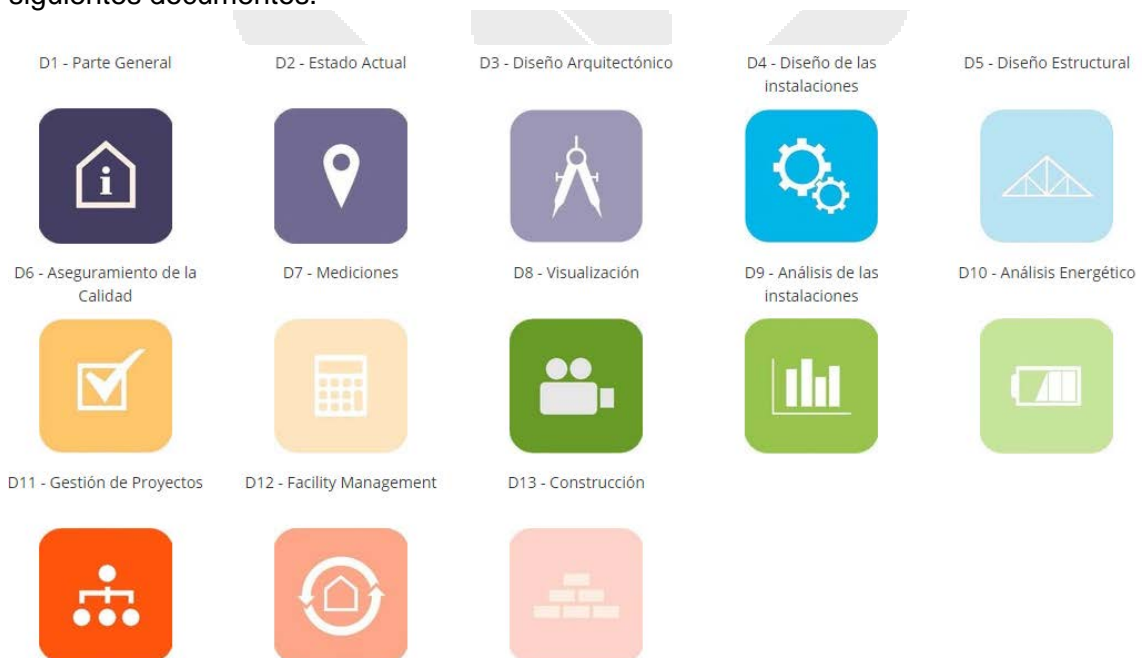 siguientes documentos:
D1 - Parte General
D2 - Estado Actual
D3 - Diseño Arquitectónico
D4 - Diseño de las
instalaciones
D5 - Diseño Estructural
i
D6 - Aseguramiento de la
Calidad
D7 - Mediciones
D8 - Visualización
D9 - Análisis de las
instalaciones
D10 - Análisis Energético
D11 - Gestión de Proyectos
D12 - Facility Management
D13 - Construcción